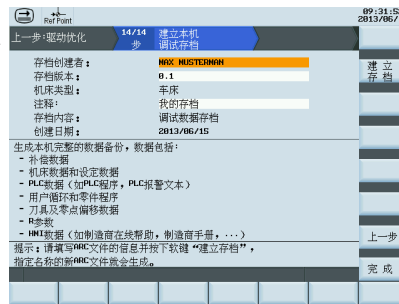 Ref Point
09:31:5
2013/06/
上一步:驱动优化
14/14
步
建立本机
调试存档
存档创建者:
MAX MUSTERMAN
存档版本:
0.1
机床类型:
车床
注释:
我的存档
存档内容:
调试数据存档
创建日期:
2013/06/15
生成本机完整的数据备份,数据包括:
- 补偿数据
- 机床数据和设定数据
- PLC数据(如PLC程序,PLC报警文本)
- 用户循环和零件程序
- 刀具及零点偏移数据
- R参数
- HMI数据(如制造商在线帮助,制造商手册,···)
提示:请填写ARC文件的信息并按下软键“建立存档”,
指定名称的新ARC文件就会生成。
建立
存档
上一步
完成